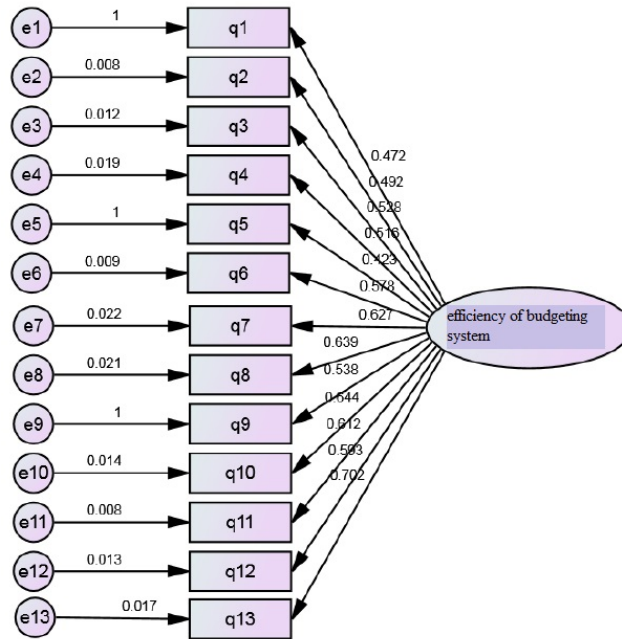 e1 1 q1
e2 0.008 q2
e3 0.012 q3
e4 0.019 q4
e5 1 q5
e6 0.009 q6
e7 0.022 q7
e8 0.021 q8
e9 1 q9
e10 0.014 q10
e11 0.008 q11
e12 0.013 q12
e13 0.017 q13
0.472
0.492
0.528
0.516
0.423
0.578
0.627
0.639
0.538
0.544
0.612
0.593
0.702
efficiency of budgeting
system